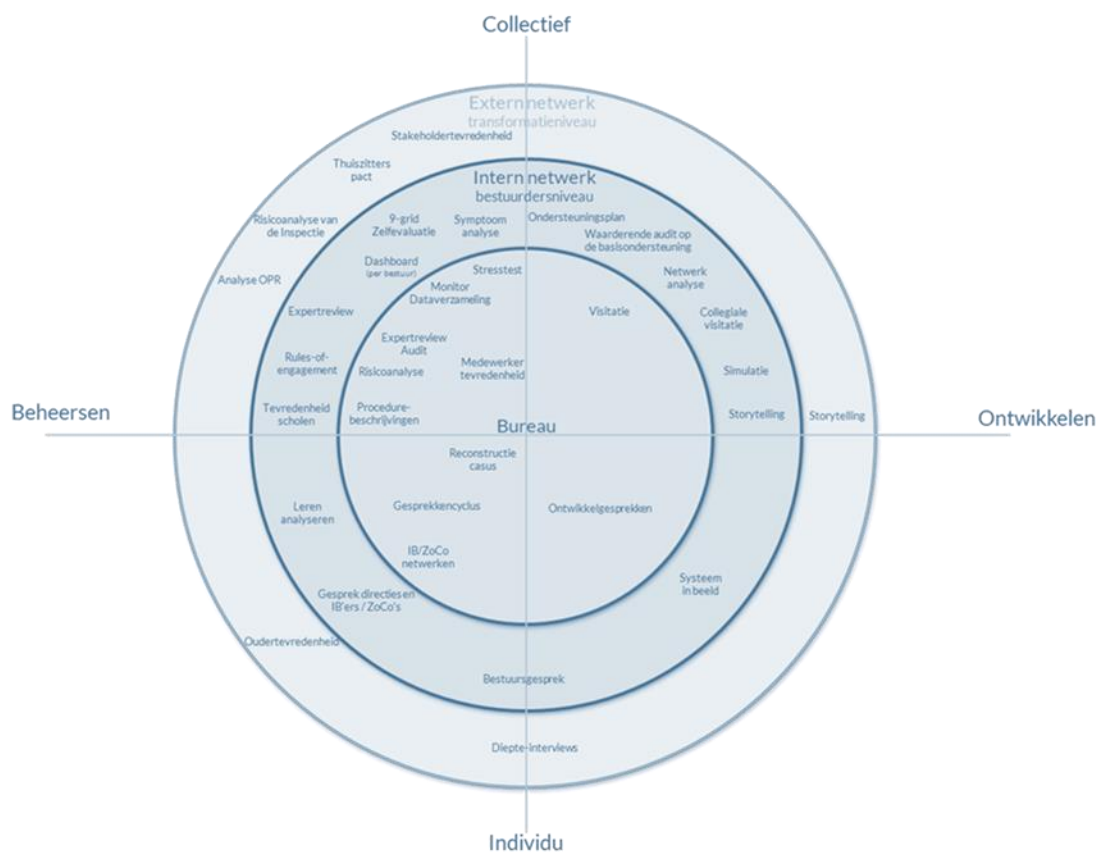 Collectief
Extern netwerk
transformatieniveau
Stakeholdertevredenheid
Thuiszitters
pact
Intern netwerk
bestuurdersniveau
Risicoanalyse van
de Inspectie
9-grid
Zelfevaluatie
Symptoom
analyse
Ondersteuningsplan
Waarderende audit op
de basisondersteuning
Dashboard
(per bestuur)
Stresstest
Netwerk
analyse
Analyse OPR
Monitor
Dataverzameling
Expertreview
Visitatie
Collegiale
visitatie
Expertreview
Audit
Rules-of-
engagement
Risicoanalyse
Medewerker
tevredenheid
Simulatie
Beheersen
Tevredenheid
scholen
Procedure-
beschrijvingen
Bureau
Storytelling
Storytelling
Ontwikkelen
Reconstructie
casus
Leren
analyseren
Gesprekkencyclus
Ontwikkelgesprekken
IB/ZoCo
netwerken
Gesprek directies en
IB'ers / ZoCo's
Systeem
in beeld
Oudertevredenheid
Bestuursgesprek
Diepte-interviews
Individu